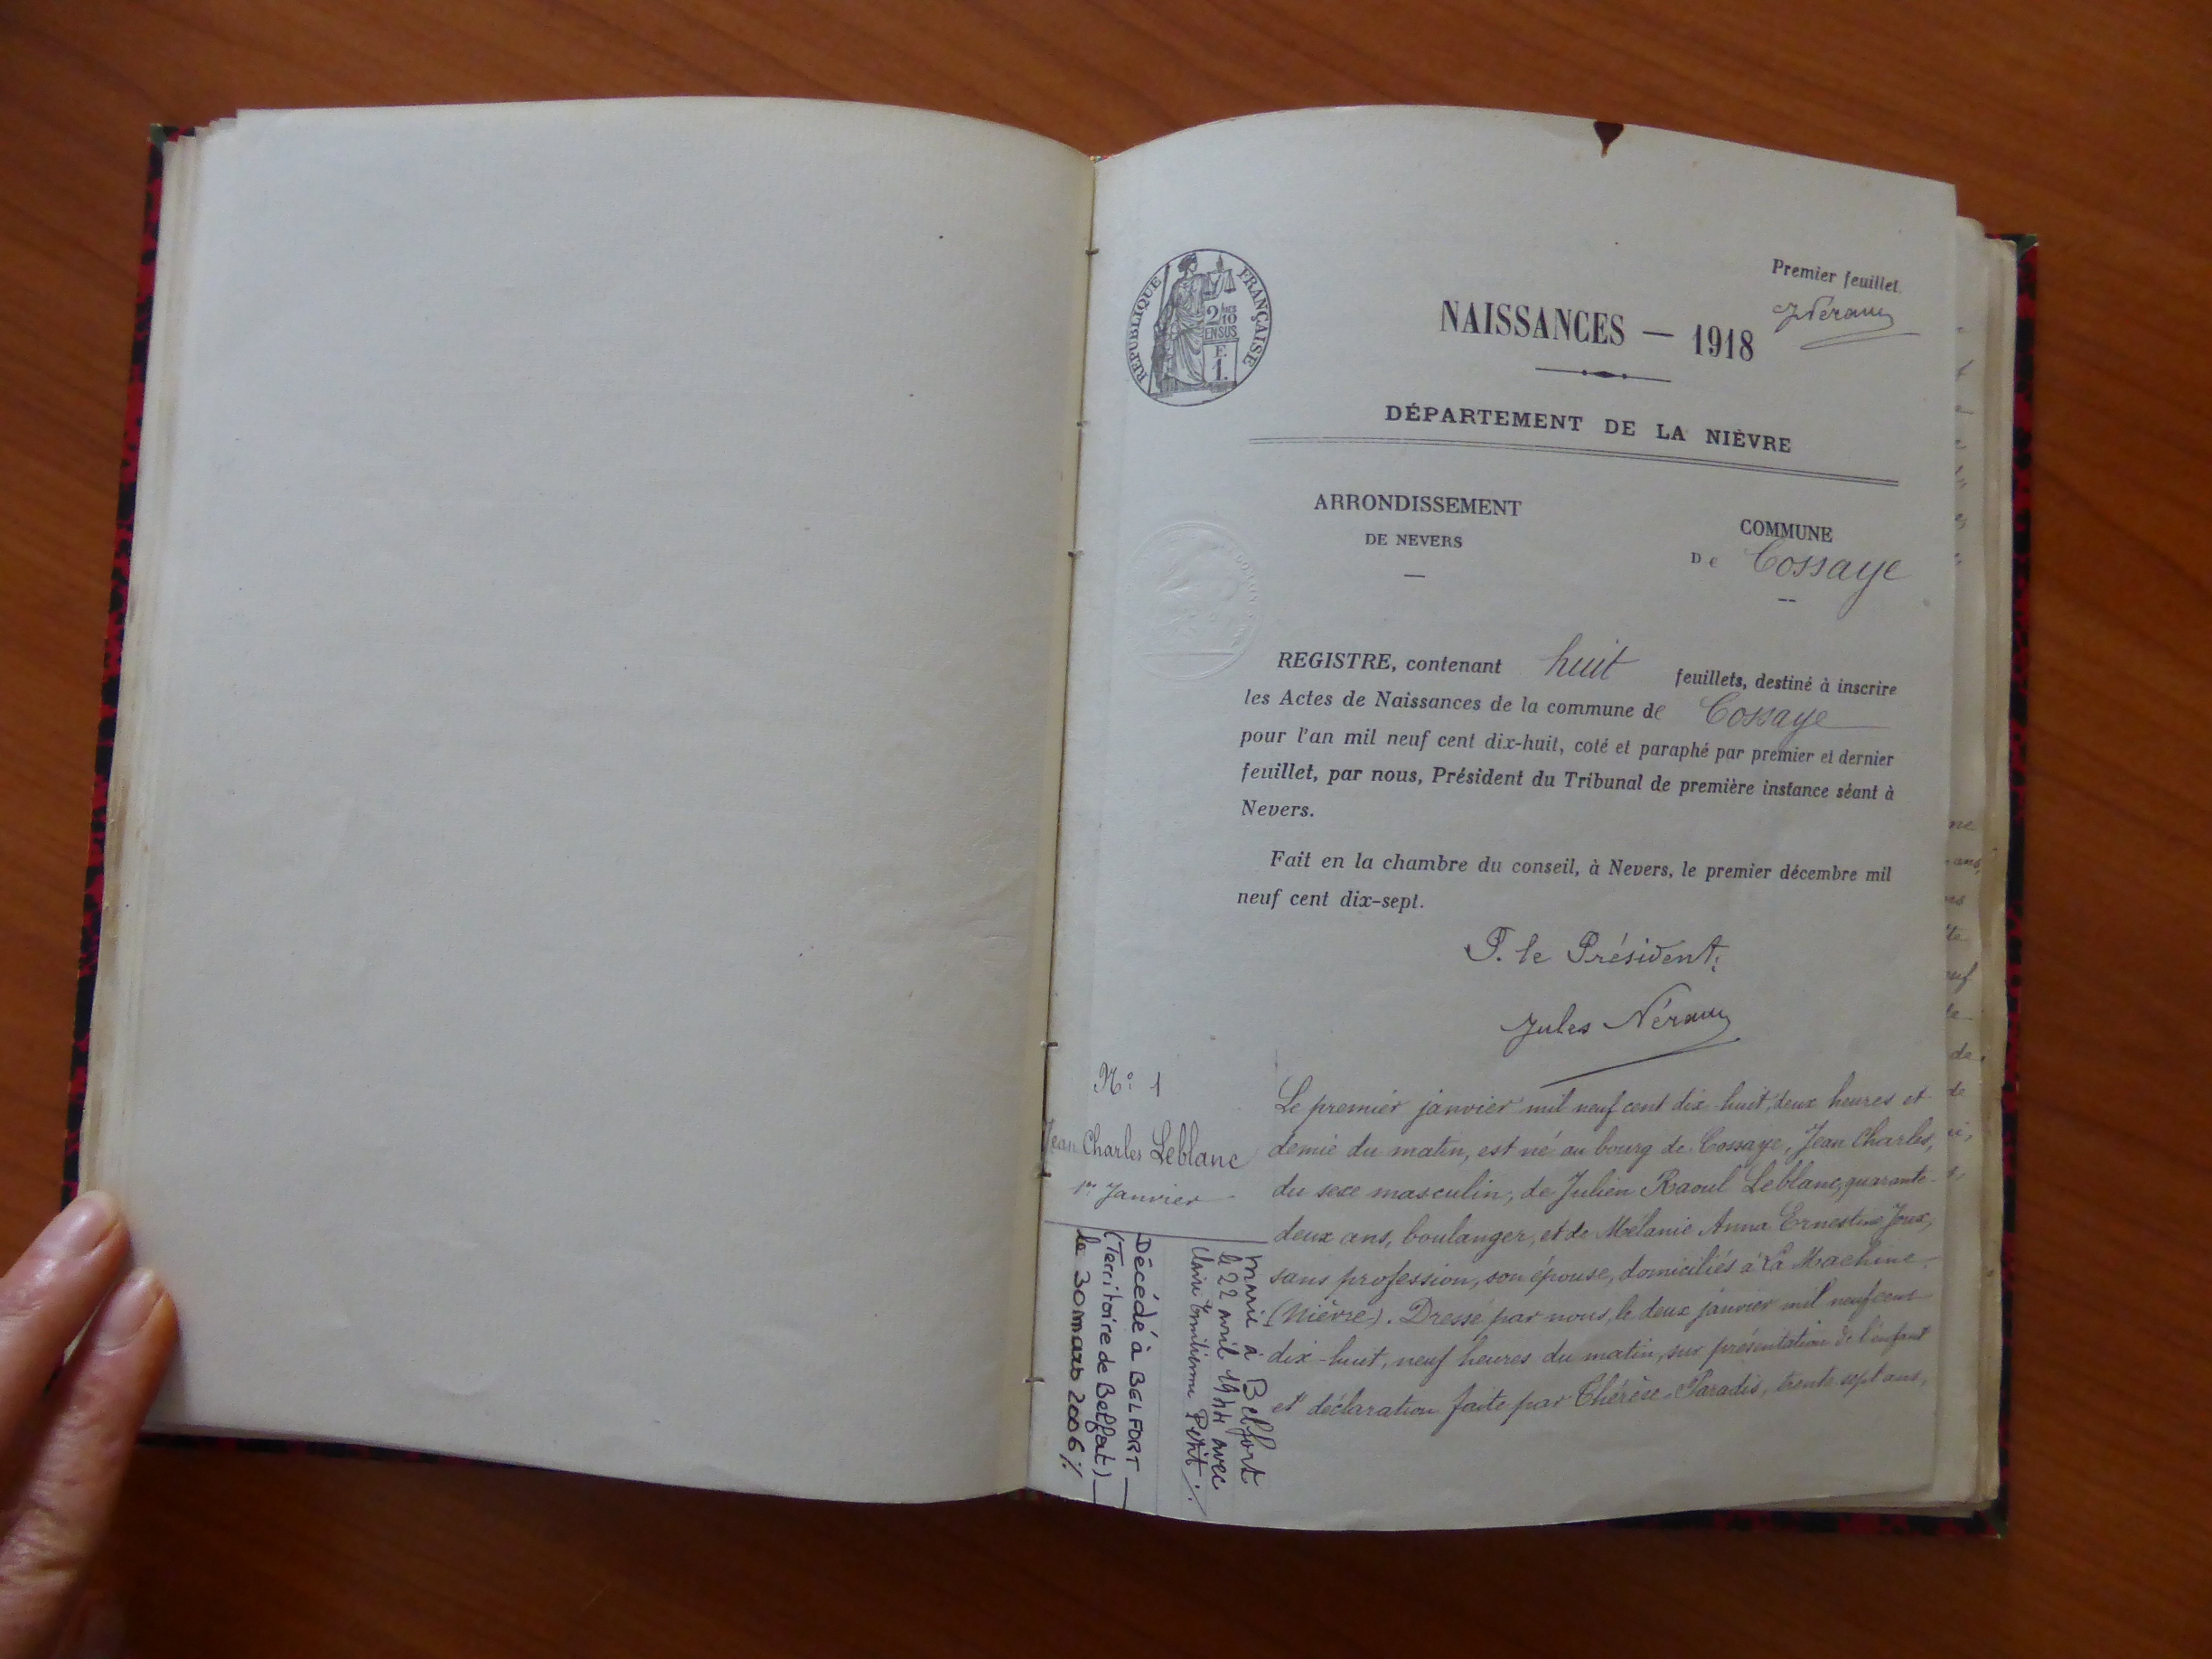 RÉPUBLIQUE FRANÇAISE
2/10
EN SUS
E.
1.
Premier feuillet.
NAISSANCES — 1918
DÉPARTEMENT DE LA NIÈVRE
ARRONDISSEMENT
DE NEVERS
COMMUNE
De Cossaye
REGISTRE, contenant huit feuillets, destiné à inscrire
les Actes de Naissances de la commune de Cossaye
pour l'an mil neuf cent dix-huit, coté et paraphé par premier et dernier
feuillet, par nous, Président du Tribunal de première instance séant à
Nevers.
Fait en la chambre du conseil, à Nevers, le premier décembre mil
neuf cent dix-sept.
P. le Président,
Jules
N° 1
Jean Charles Leblanc
1er Janvier
Le premier janvier mil neuf cent dix-huit, deux heures et
demie du matin, est né au bourg de Cossaye, Jean Charles,
du sexe masculin, de Julien Raoul Leblanc, quarante-
deux ans, boulanger, et de Mélanie Anna Ernestine Joux,
sans profession, son épouse, domiciliés à La Machine
(Nièvre). Dressé par nous, le deux janvier mil neuf cent
dix-huit, neuf heures du matin, sur présentation de l'enfant
et déclaration faite par Thérèse Paradis, trente sept ans,
Marié à Belfort
le 22 avril 1944 avec
Claire Petit ./.
Décédé à BELFORT
(Territoire de Belfort)
le 30 mars 2006 ./.